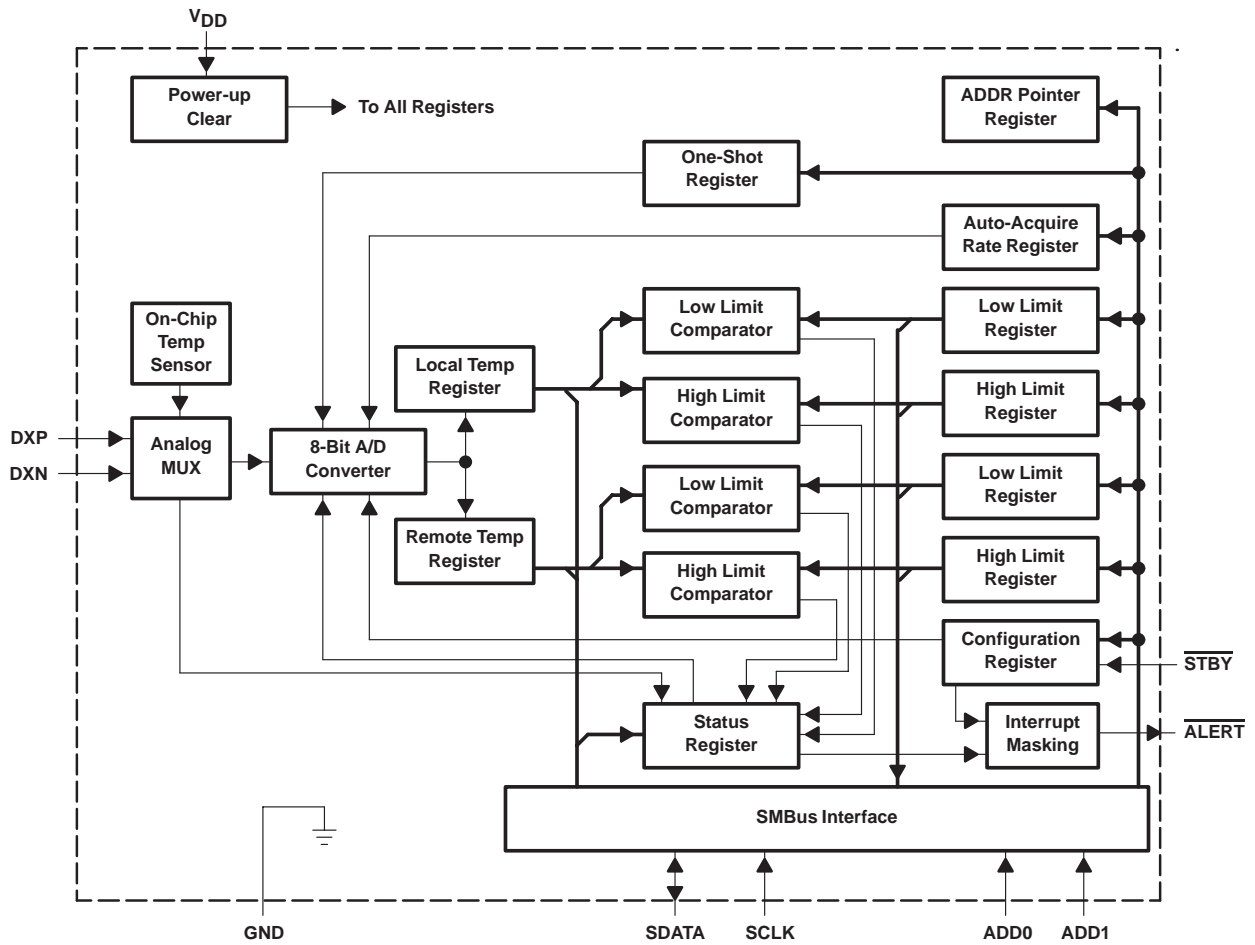 VDD
Power-up
Clear
To All Registers
ADDR Pointer
Register
One-Shot
Register
Auto-Acquire
Rate Register
On-Chip
Temp
Sensor
Low Limit
Comparator
Low Limit
Register
Local Temp
Register
High Limit
Comparator
High Limit
Register
DXP
DXN
Analog
MUX
8-Bit A/D
Converter
Low Limit
Comparator
Low Limit
Register
Remote Temp
Register
High Limit
Comparator
High Limit
Register
Configuration
Register
STBY
Status
Register
Interrupt
Masking
ALERT
SMBus Interface
GND
SDATA
SCLK
ADD0
ADD1